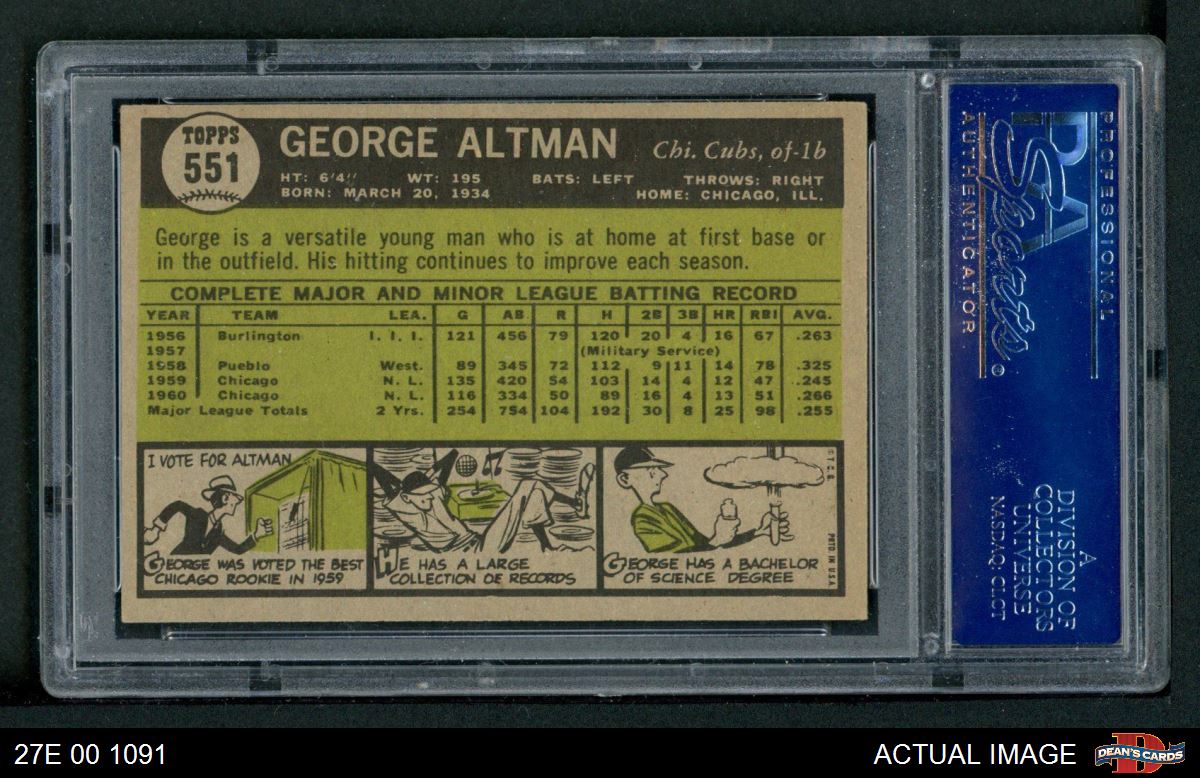 TOPPS
551
GEORGE ALTMAN Chi. Cubs, of-1b
HT: 6'4" WT: 195 BATS: LEFT THROWS: RIGHT
BORN: MARCH 20, 1934 HOME: CHICAGO, ILL.
George is a versatile young man who is at home at first base or
in the outfield. His hitting continues to improve each season.
COMPLETE MAJOR AND MINOR LEAGUE BATTING RECORD
YEAR TEAM LEA. G AB R H 2B 3B HR RBI AVG.
1956 Burlington I. I. I. 121 456 79 120 20 4 16 67 .263
1957 (Military Service)
1958 Pueblo West. 89 345 72 112 9 11 14 78 .325
1959 Chicago N. L. 135 420 54 103 14 4 12 47 .245
1960 Chicago N. L. 116 334 50 89 16 4 13 51 .266
Major League Totals 2 Yrs. 254 754 104 192 30 8 25 98 .255
I VOTE FOR ALTMAN
GEORGE WAS VOTED THE BEST
CHICAGO ROOKIE IN 1959
HE HAS A LARGE
COLLECTION OF RECORDS
GEORGE HAS A BACHELOR
OF SCIENCE DEGREE
©T.C.G.
PRTD IN USA
PROFESSIONAL
PSA
Sports ®
AUTHENTICATOR
A
DIVISION OF
COLLECTORS
UNIVERSE
NASDAQ: CLCT
27E 00 1091
ACTUAL IMAGE
DEAN'S CARDS